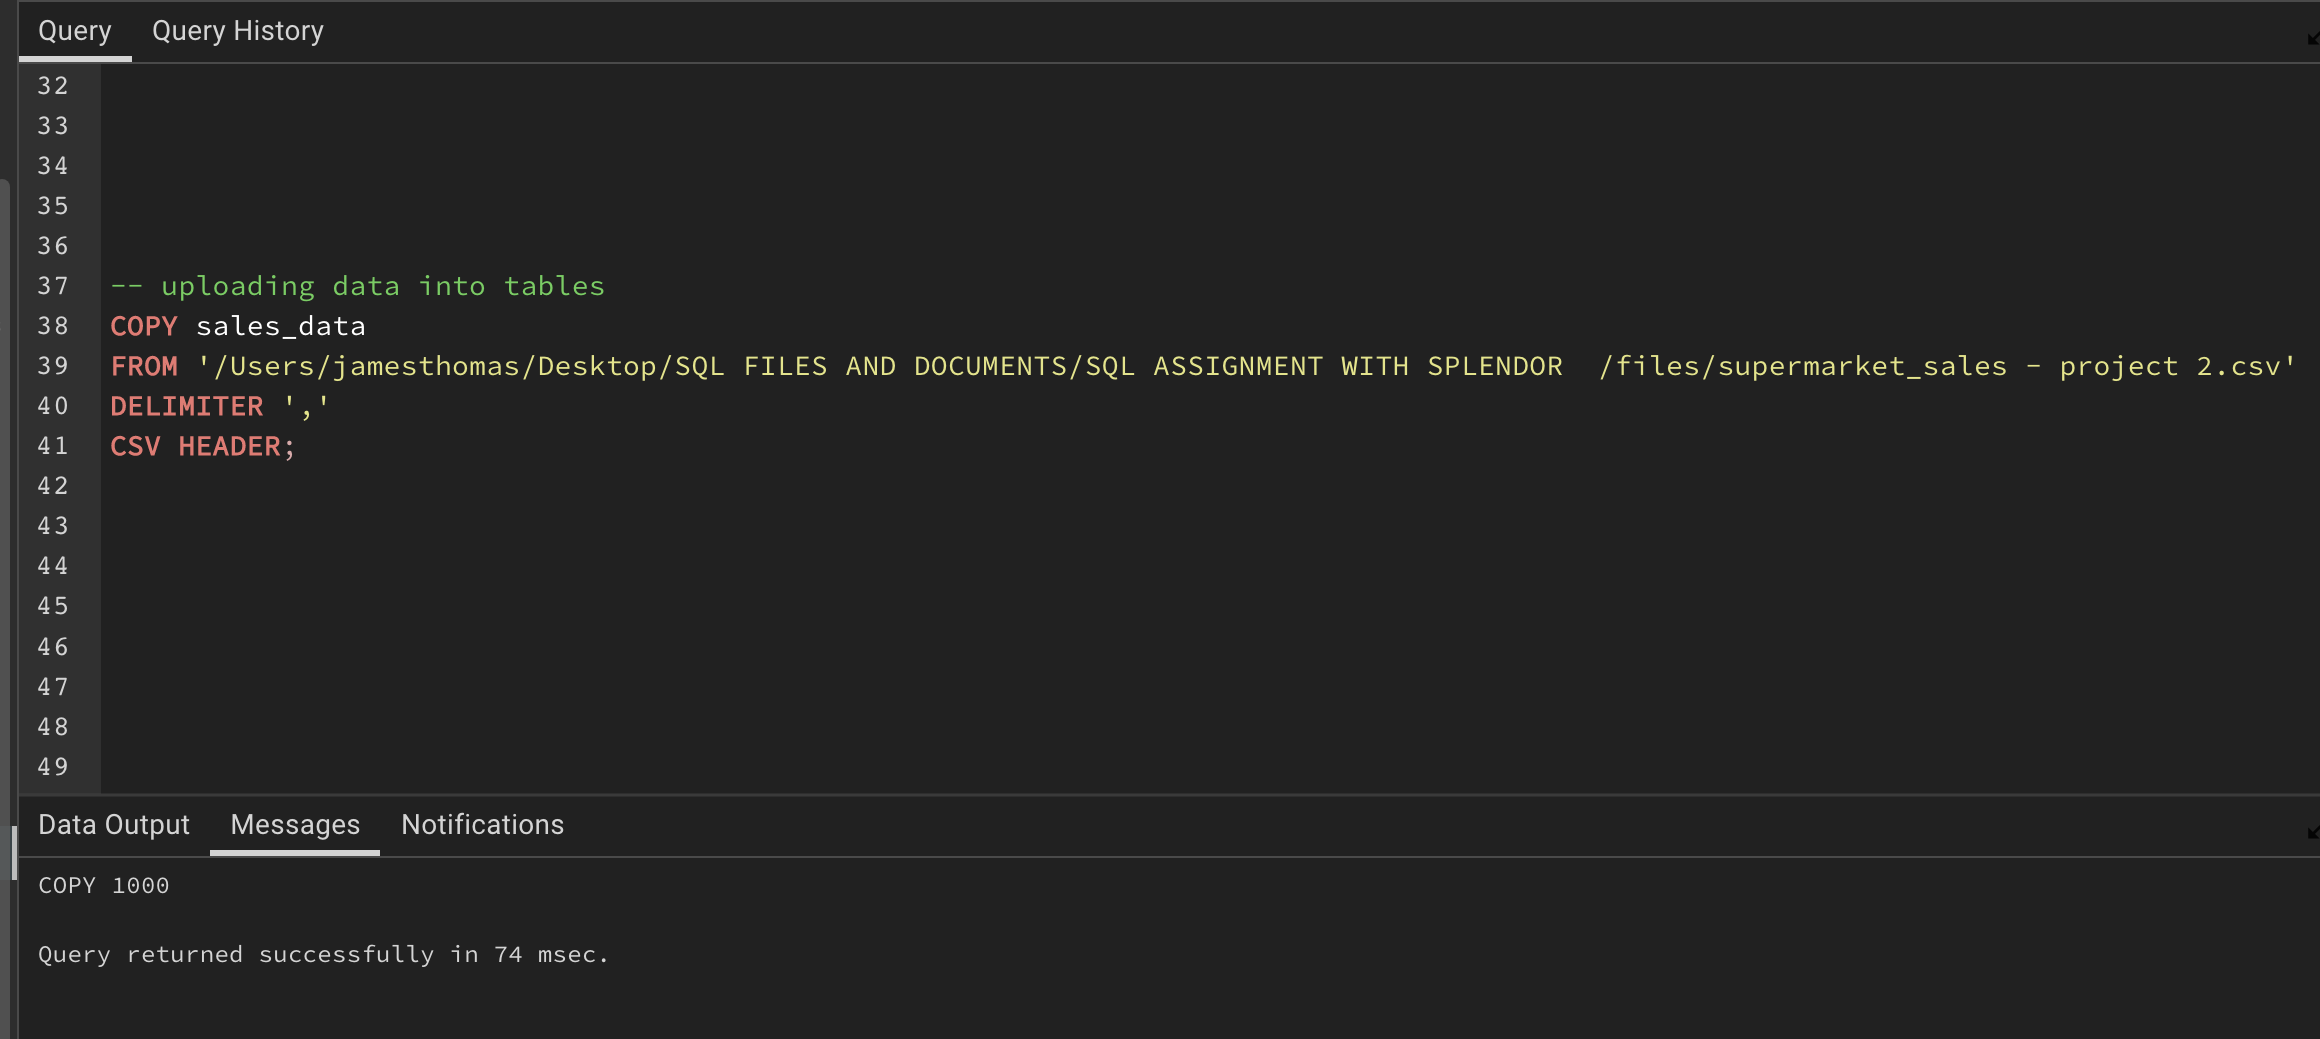 Query Query History
32
33
34
35
36
37 -- uploading data into tables
38 COPY sales_data
39 FROM '/Users/jamesthomas/Desktop/SQL FILES AND DOCUMENTS/SQL ASSIGNMENT WITH SPLENDOR  /files/supermarket_sales - project 2.csv'
40 DELIMITER ','
41 CSV HEADER;
42
43
44
45
46
47
48
49
Data Output Messages Notifications
COPY 1000
Query returned successfully in 74 msec.